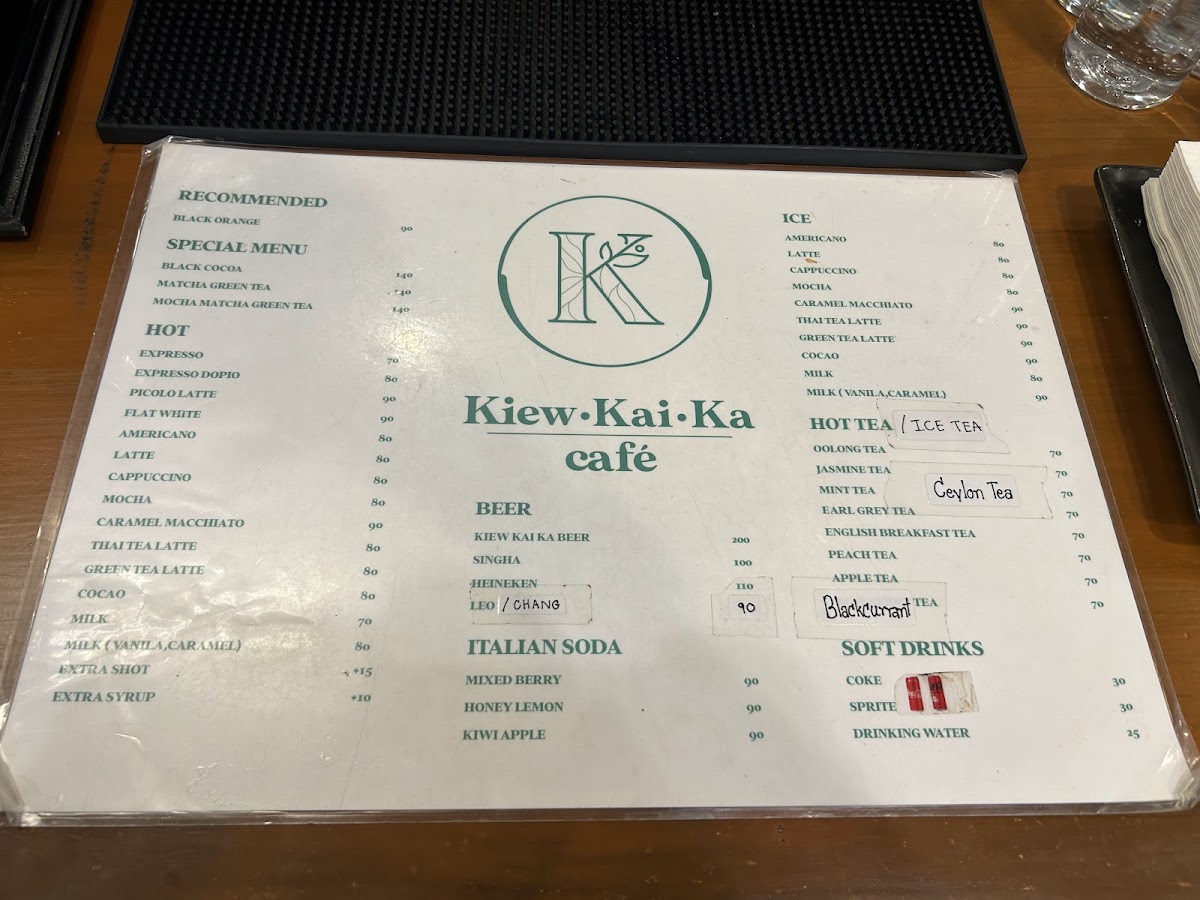 RECOMMENDED
BLACK ORANGE 90
SPECIAL MENU
BLACK COCOA 140
MATCHA GREEN TEA 140
MOCHA MATCHA GREEN TEA 140
HOT
EXPRESSO 70
EXPRESSO DOPIO 80
PICOLO LATTE 90
FLAT WHITE 90
AMERICANO 80
LATTE 80
CAPPUCCINO 80
MOCHA 80
CARAMEL MACCHIATO 90
THAI TEA LATTE 80
GREEN TEA LATTE 80
COCAO 80
MILK 70
MILK ( VANILA,CARAMEL) 80
EXTRA SHOT +15
EXTRA SYRUP +10
K
Kiew•Kai•Ka
café
BEER
KIEW KAI KA BEER 200
SINGHA 100
HEINEKEN 110
LEO / CHANG 90
ITALIAN SODA
MIXED BERRY 90
HONEY LEMON 90
KIWI APPLE 90
ICE
AMERICANO 80
LATTE 80
CAPPUCCINO 80
MOCHA 80
CARAMEL MACCHIATO 90
THAI TEA LATTE 90
GREEN TEA LATTE 90
COCAO 90
MILK 80
MILK ( VANILA,CARAMEL) 90
HOT TEA / ICE TEA
OOLONG TEA 70
JASMINE TEA 70
MINT TEA Ceylon Tea 70
EARL GREY TEA 70
ENGLISH BREAKFAST TEA 70
PEACH TEA 70
APPLE TEA 70
Blackcurrant TEA 70
SOFT DRINKS
COKE 30
SPRITE 30
DRINKING WATER 25